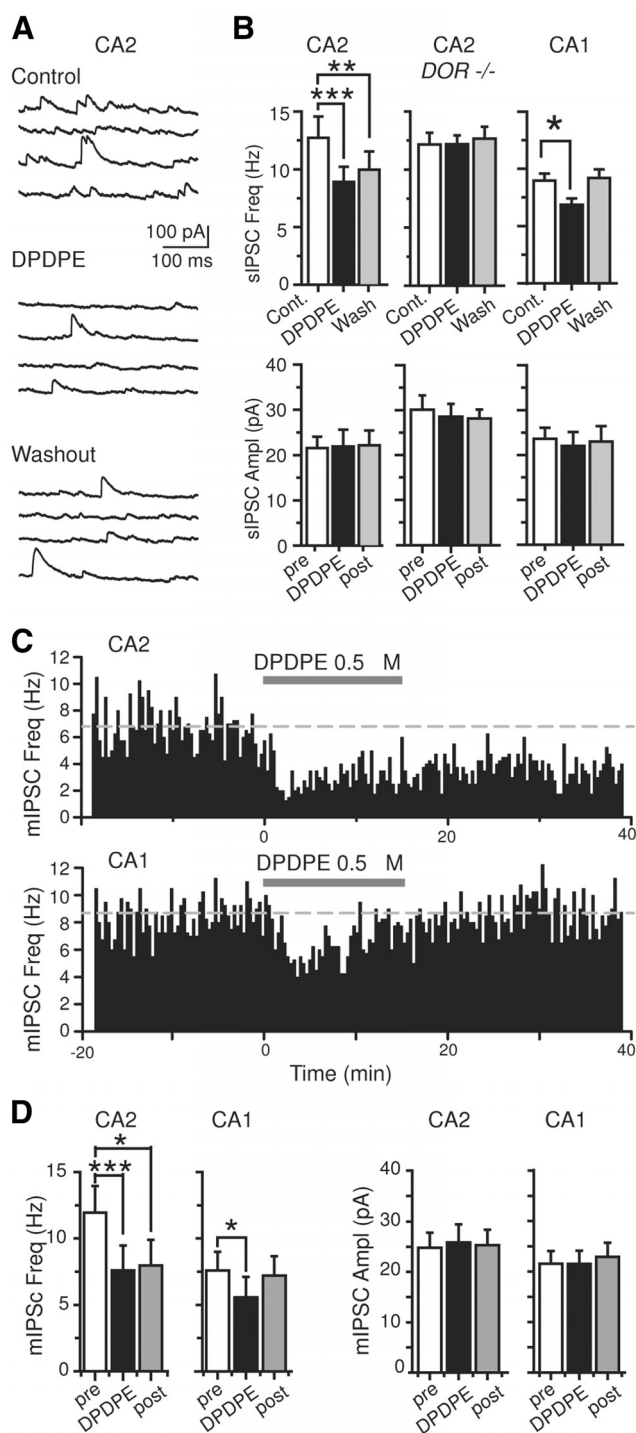 A
CA2
Control
100 pA
100 ms
DPDPE
Washout
B
CA2
CA2
DOR -/-
CA1
** 
***
*
sIPSC Freq (Hz)
15
10
5
0
Cont.
DPDPE
Wash
Cont.
DPDPE
Wash
Cont.
DPDPE
Wash
sIPSC Ampl (pA)
40
30
20
10
0
pre
DPDPE
post
pre
DPDPE
post
pre
DPDPE
post
C
CA2
DPDPE 0.5 M
mIPSC Freq (Hz)
12
10
8
6
4
2
0
0
20
40
CA1
DPDPE 0.5 M
mIPSC Freq (Hz)
12
10
8
6
4
2
0
-20
0
20
40
Time (min)
D
CA2
CA1
CA2
CA1
*
***
*
mIPSc Freq (Hz)
15
10
5
0
pre
DPDPE
post
pre
DPDPE
post
mIPSC Ampl (pA)
40
30
20
10
0
pre
DPDPE
post
pre
DPDPE
post